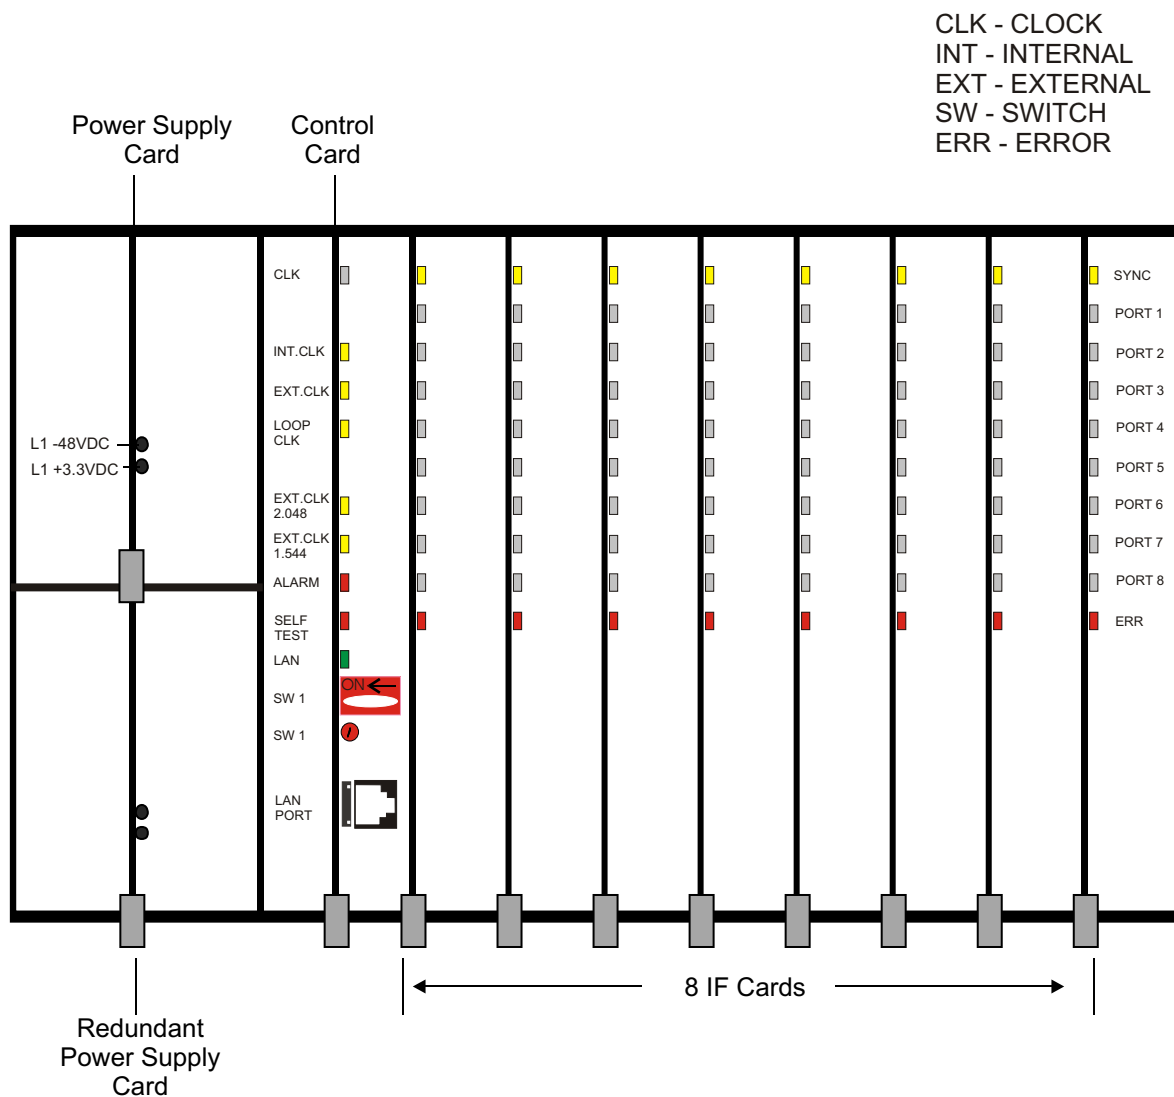 CLK - CLOCK
INT - INTERNAL
EXT - EXTERNAL
SW - SWITCH
ERR - ERROR
Power Supply
Card
Control
Card
CLK
INT.CLK
EXT.CLK
LOOP
CLK
EXT.CLK
2.048
EXT.CLK
1.544
ALARM
SELF
TEST
LAN
SW 1
ON
SW 1
LAN
PORT
L1 -48VDC
L1 +3.3VDC
SYNC
PORT 1
PORT 2
PORT 3
PORT 4
PORT 5
PORT 6
PORT 7
PORT 8
ERR
8 IF Cards
Redundant
Power Supply
Card